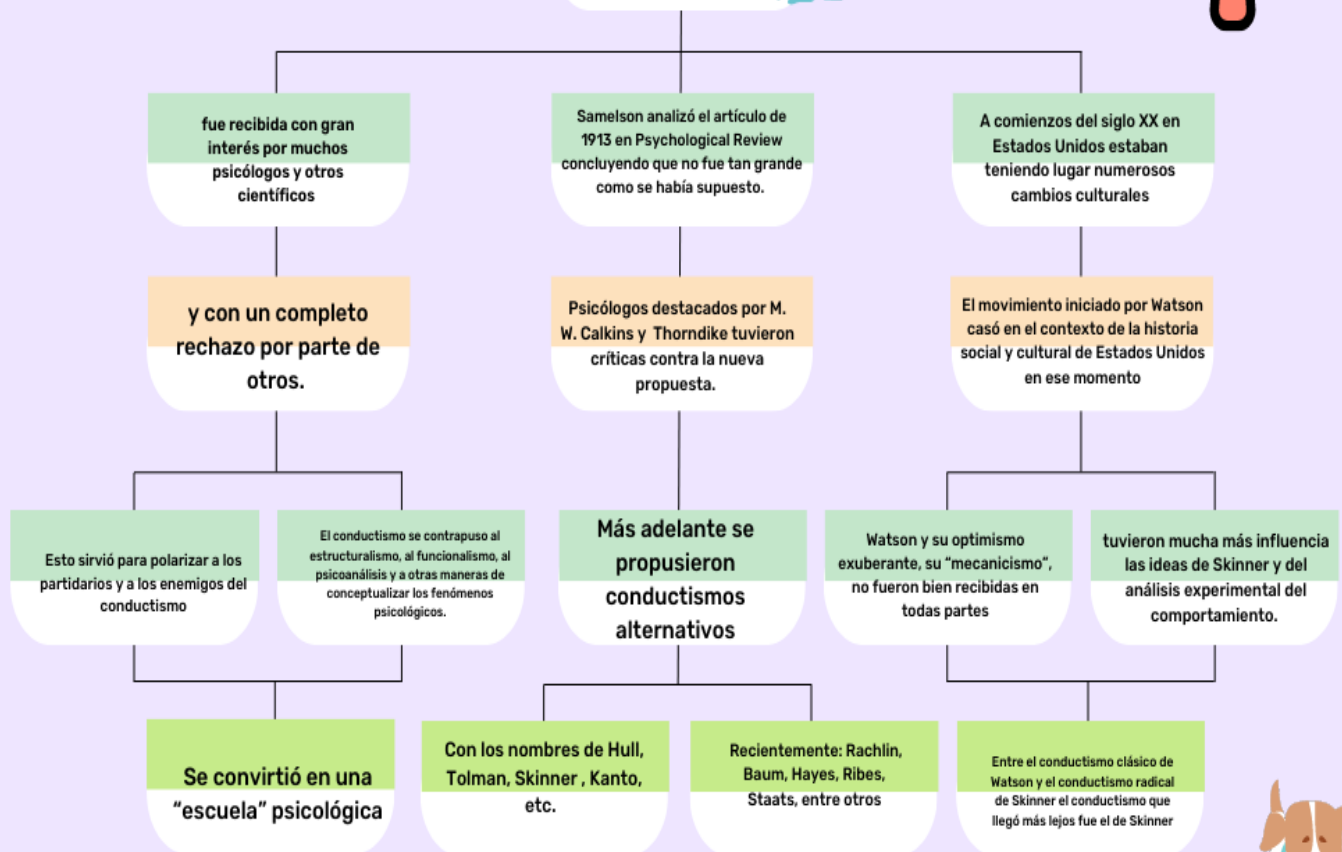 fue recibida con gran
interés por muchos
psicólogos y otros
científicos
Samelson analizó el artículo de
1913 en Psychological Review
concluyendo que no fue tan grande
como se había supuesto.
A comienzos del siglo XX en
Estados Unidos estaban
teniendo lugar numerosos
cambios culturales
y con un completo
rechazo por parte de
otros.
Psicólogos destacados por M.
W. Calkins y Thorndike tuvieron
críticas contra la nueva
propuesta.
El movimiento iniciado por Watson
casó en el contexto de la historia
social y cultural de Estados Unidos
en ese momento
Esto sirvió para polarizar a los
partidarios y a los enemigos del
conductismo
El conductismo se contrapuso al
estructuralismo, al funcionalismo, al
psicoanálisis y a otras maneras de
conceptualizar los fenómenos
psicológicos.
Más adelante se
propusieron
conductismos
alternativos
Watson y su optimismo
exuberante, su “mecanicismo”,
no fueron bien recibidas en
todas partes
tuvieron mucha más influencia
las ideas de Skinner y del
análisis experimental del
comportamiento.
Se convirtió en una
“escuela” psicológica
Con los nombres de Hull,
Tolman, Skinner , Kanto,
etc.
Recientemente: Rachlin,
Baum, Hayes, Ribes,
Staats, entre otros
Entre el conductismo clásico de
Watson y el conductismo radical
de Skinner el conductismo que
llegó más lejos fue el de Skinner